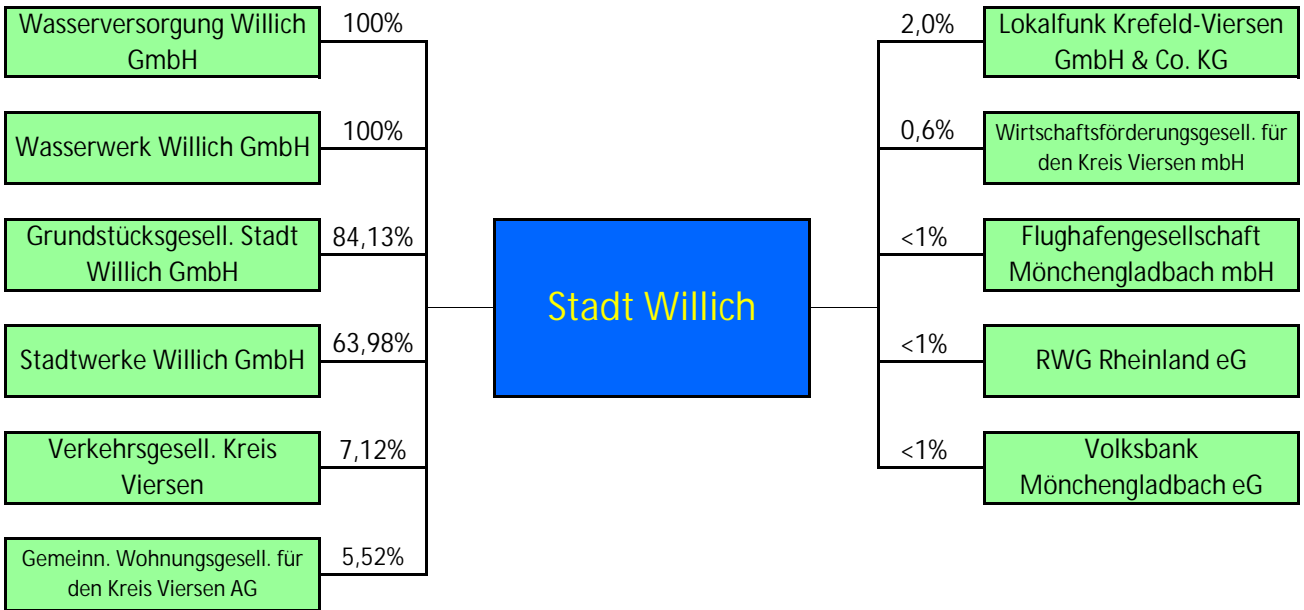 Wasserversorgung Willich
GmbH
100%
Wasserwerk Willich GmbH
100%
Grundstücksgesell. Stadt
Willich GmbH
84,13%
Stadtwerke Willich GmbH
63,98%
Verkehrsgesell. Kreis
Viersen
7,12%
Gemeinn. Wohnungsgesell. für
den Kreis Viersen AG
5,52%
Stadt Willich
2,0%
Lokalfunk Krefeld-Viersen
GmbH & Co. KG
0,6%
Wirtschaftsförderungsgesell. für
den Kreis Viersen mbH
<1%
Flughafengesellschaft
Mönchengladbach mbH
<1%
RWG Rheinland eG
<1%
Volksbank
Mönchengladbach eG